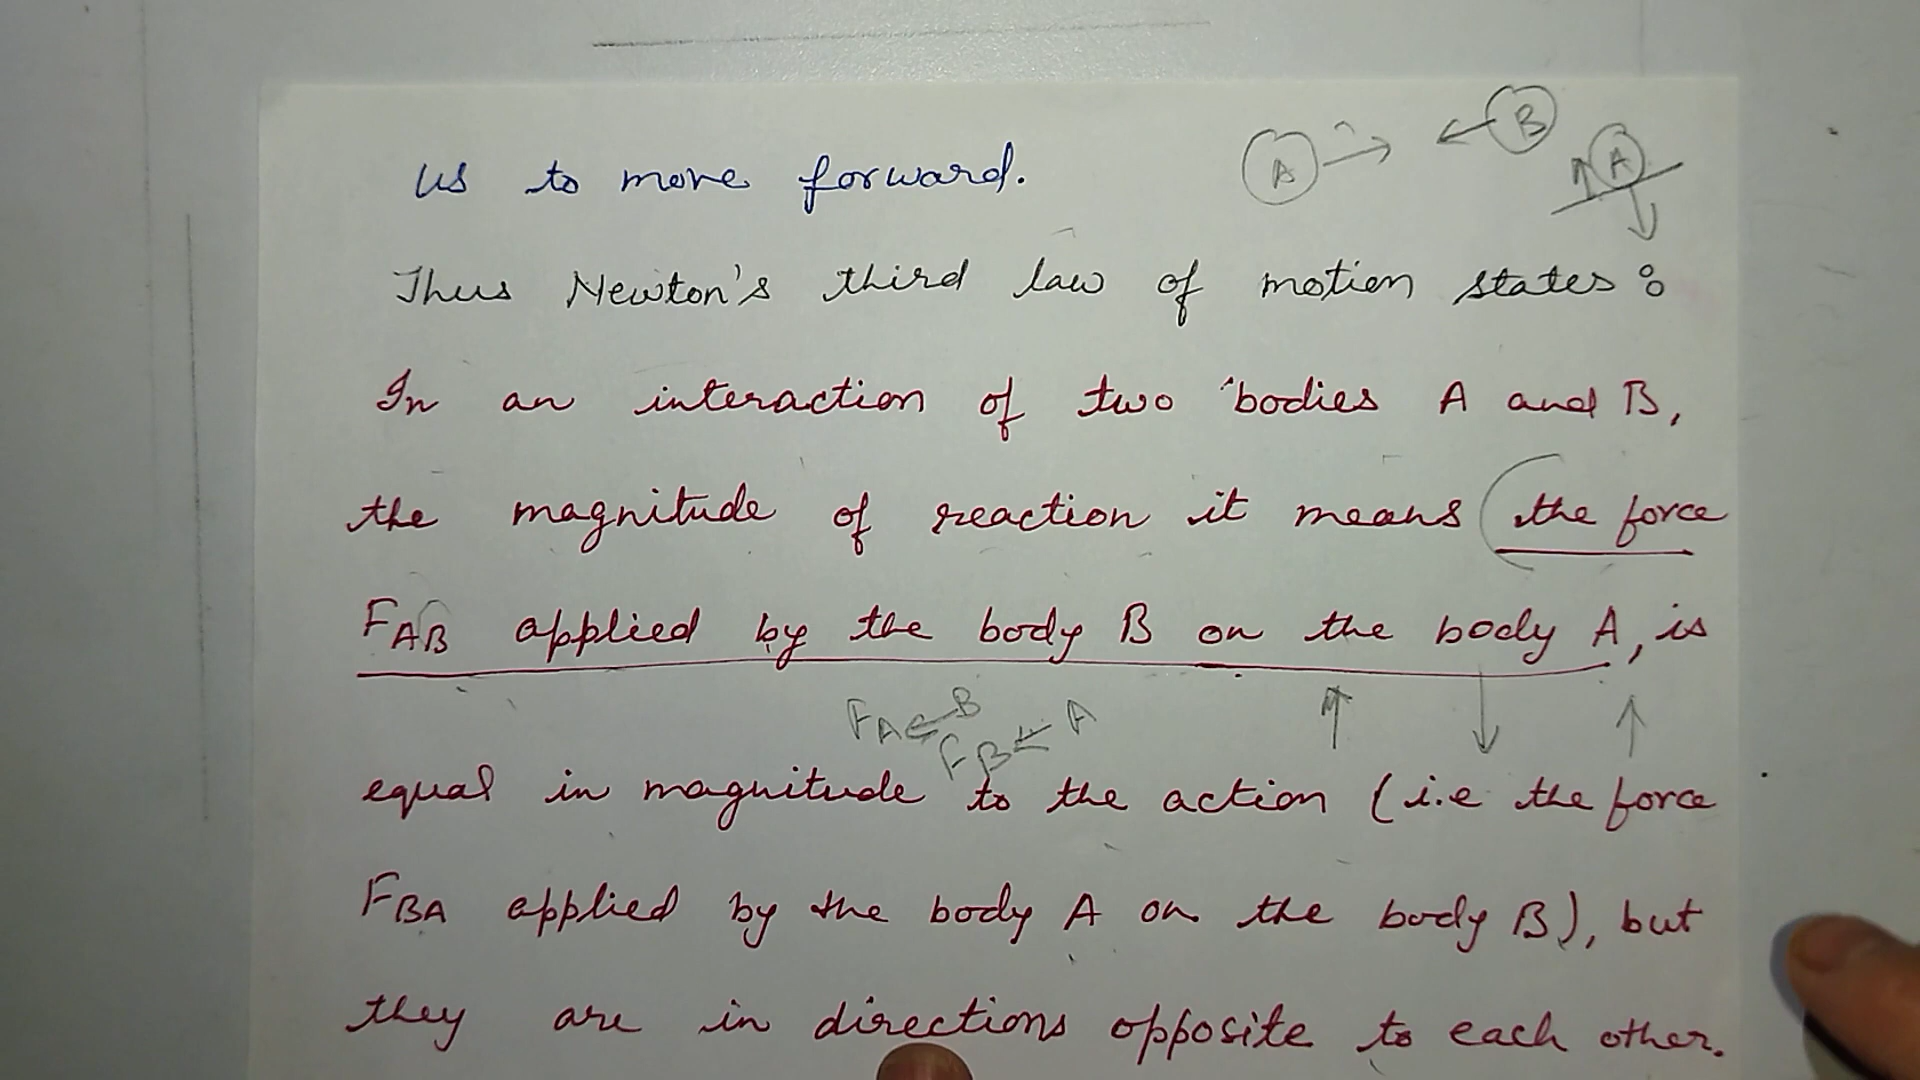 A → ← B
↑ A ↓
us to move forward.
Thus Newton's third law of motion states :
In an interaction of two bodies A and B,
the magnitude of reaction it means (the force
FAB applied by the body B on the body A, is
FA ← B ↑ ↓ ↑
FB ← A
equal in magnitude to the action (i.e the force
FBA applied by the body A on the body B), but
they are in directions opposite to each other.